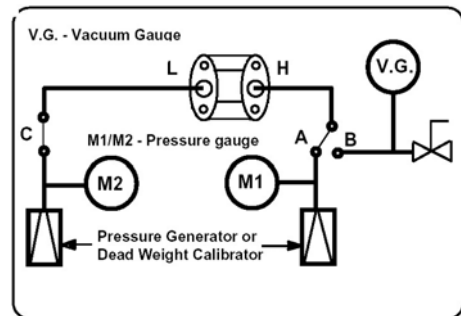 V.G. - Vacuum Gauge
V.G.
L
H
C
A
B
M1/M2 - Pressure gauge
M2
M1
Pressure Generator or
Dead Weight Calibrator